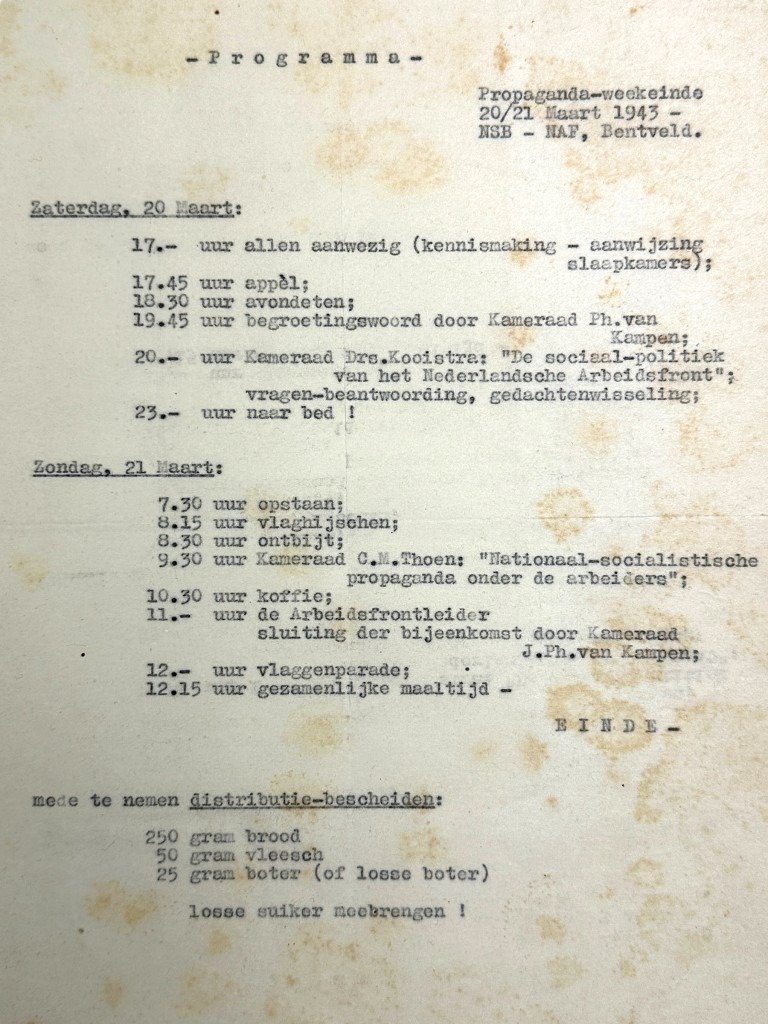 - P r o g r a m m a -
Propaganda-weekeinde
20/21 Maart 1943 -
NSB - NAF, Bentveld.
Zaterdag, 20 Maart:
17.- uur allen aanwezig (kennismaking - aanwijzing
slaapkamers);
17.45 uur appèl;
18.30 uur avondeten;
19.45 uur begroetingswoord door Kameraad Ph.van
Kampen;
20.- uur Kameraad Drs.Kooistra: "De sociaal-politiek
van het Nederlandsche Arbeidsfront";
vragen-beantwoording, gedachtenwisseling;
23.- uur naar bed !
Zondag, 21 Maart:
7.30 uur opstaan;
8.15 uur vlaghijschen;
8.30 uur ontbijt;
9.30 uur Kameraad C.M.Thoen: "Nationaal-socialistische
propaganda onder de arbeiders";
10.30 uur koffie;
11.- uur de Arbeidsfrontleider
sluiting der bijeenkomst door Kameraad
J.Ph.van Kampen;
12.- uur vlaggenparade;
12.15 uur gezamenlijke maaltijd -
E I N D E -
mede te nemen distributie-bescheiden:
250 gram brood
50 gram vleesch
25 gram boter (of losse boter)
losse suiker meebrengen !